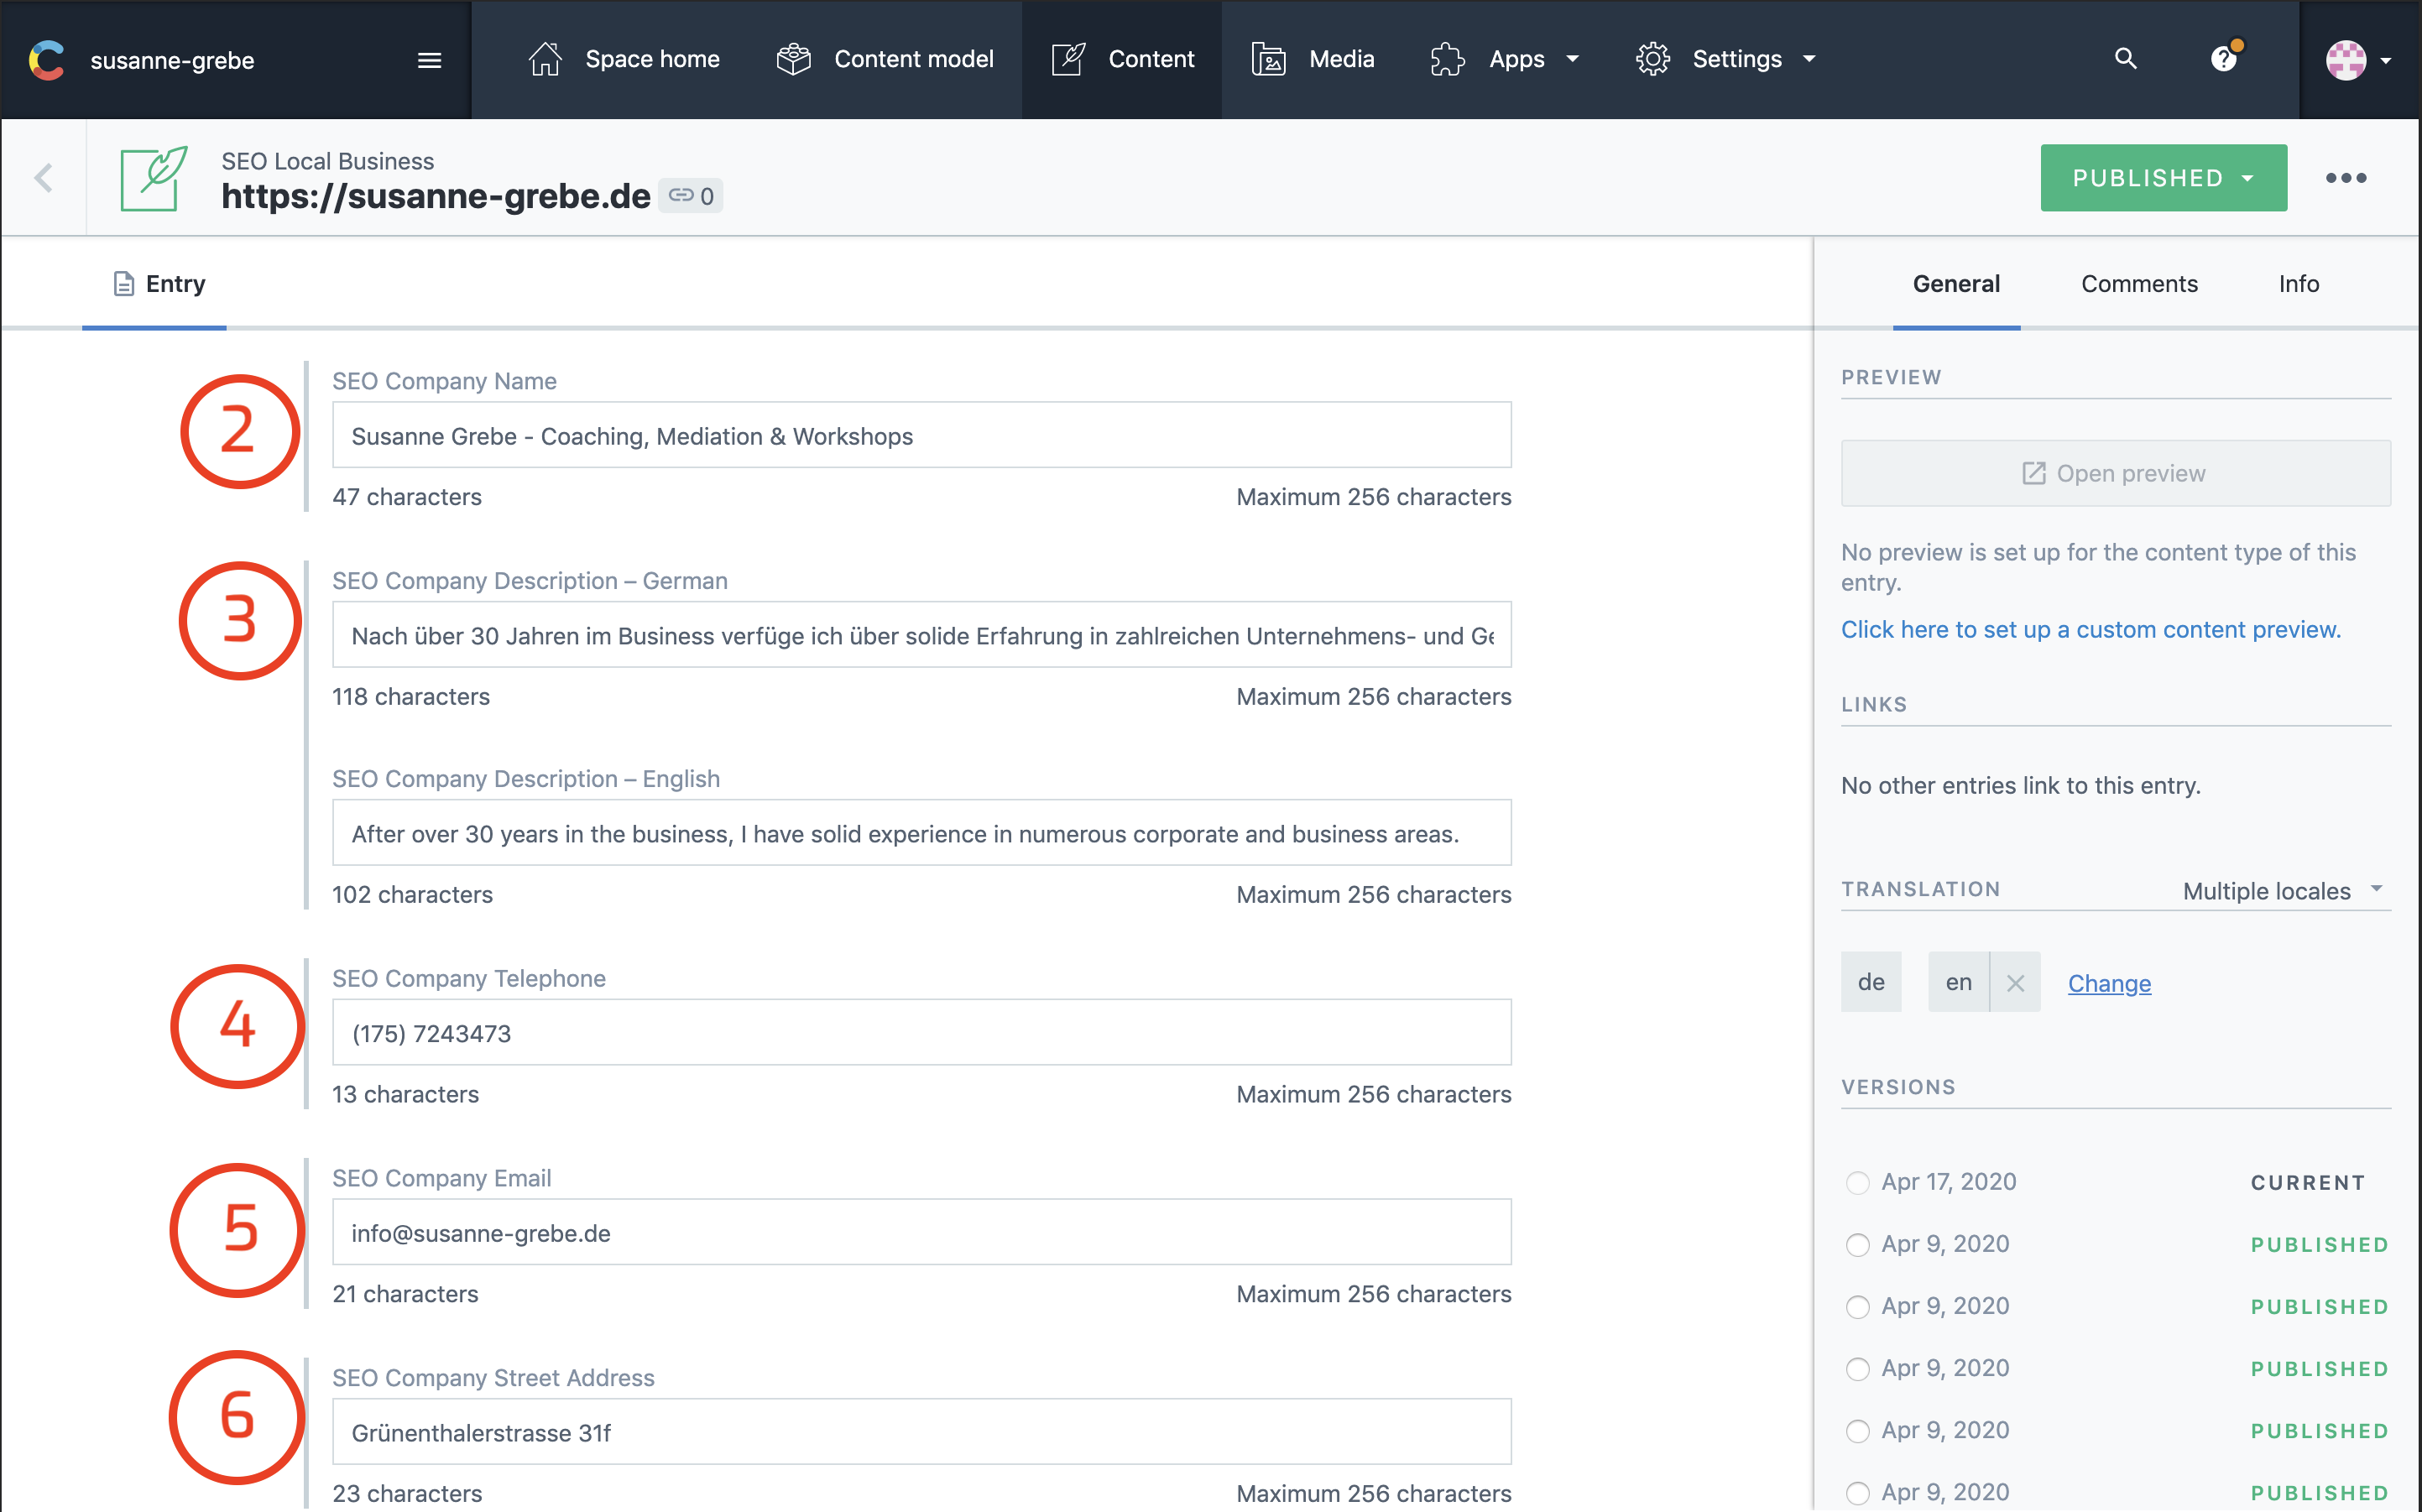 susanne-grebe
Space home
Content model
Content
Media
Apps
Settings
SEO Local Business
https://susanne-grebe.de
0
PUBLISHED
Entry
2
SEO Company Name
Susanne Grebe - Coaching, Mediation & Workshops
47 characters
Maximum 256 characters
3
SEO Company Description – German
Nach über 30 Jahren im Business verfüge ich über solide Erfahrung in zahlreichen Unternehmens- und Ge
118 characters
Maximum 256 characters
SEO Company Description – English
After over 30 years in the business, I have solid experience in numerous corporate and business areas.
102 characters
Maximum 256 characters
4
SEO Company Telephone
(175) 7243473
13 characters
Maximum 256 characters
5
SEO Company Email
info@susanne-grebe.de
21 characters
Maximum 256 characters
6
SEO Company Street Address
Grünenthalerstrasse 31f
23 characters
Maximum 256 characters
General
Comments
Info
PREVIEW
Open preview
No preview is set up for the content type of this
entry.
Click here to set up a custom content preview.
LINKS
No other entries link to this entry.
TRANSLATION
Multiple locales
de
en
Change
VERSIONS
Apr 17, 2020 CURRENT
Apr 9, 2020 PUBLISHED
Apr 9, 2020 PUBLISHED
Apr 9, 2020 PUBLISHED
Apr 9, 2020 PUBLISHED
Apr 9, 2020 PUBLISHED